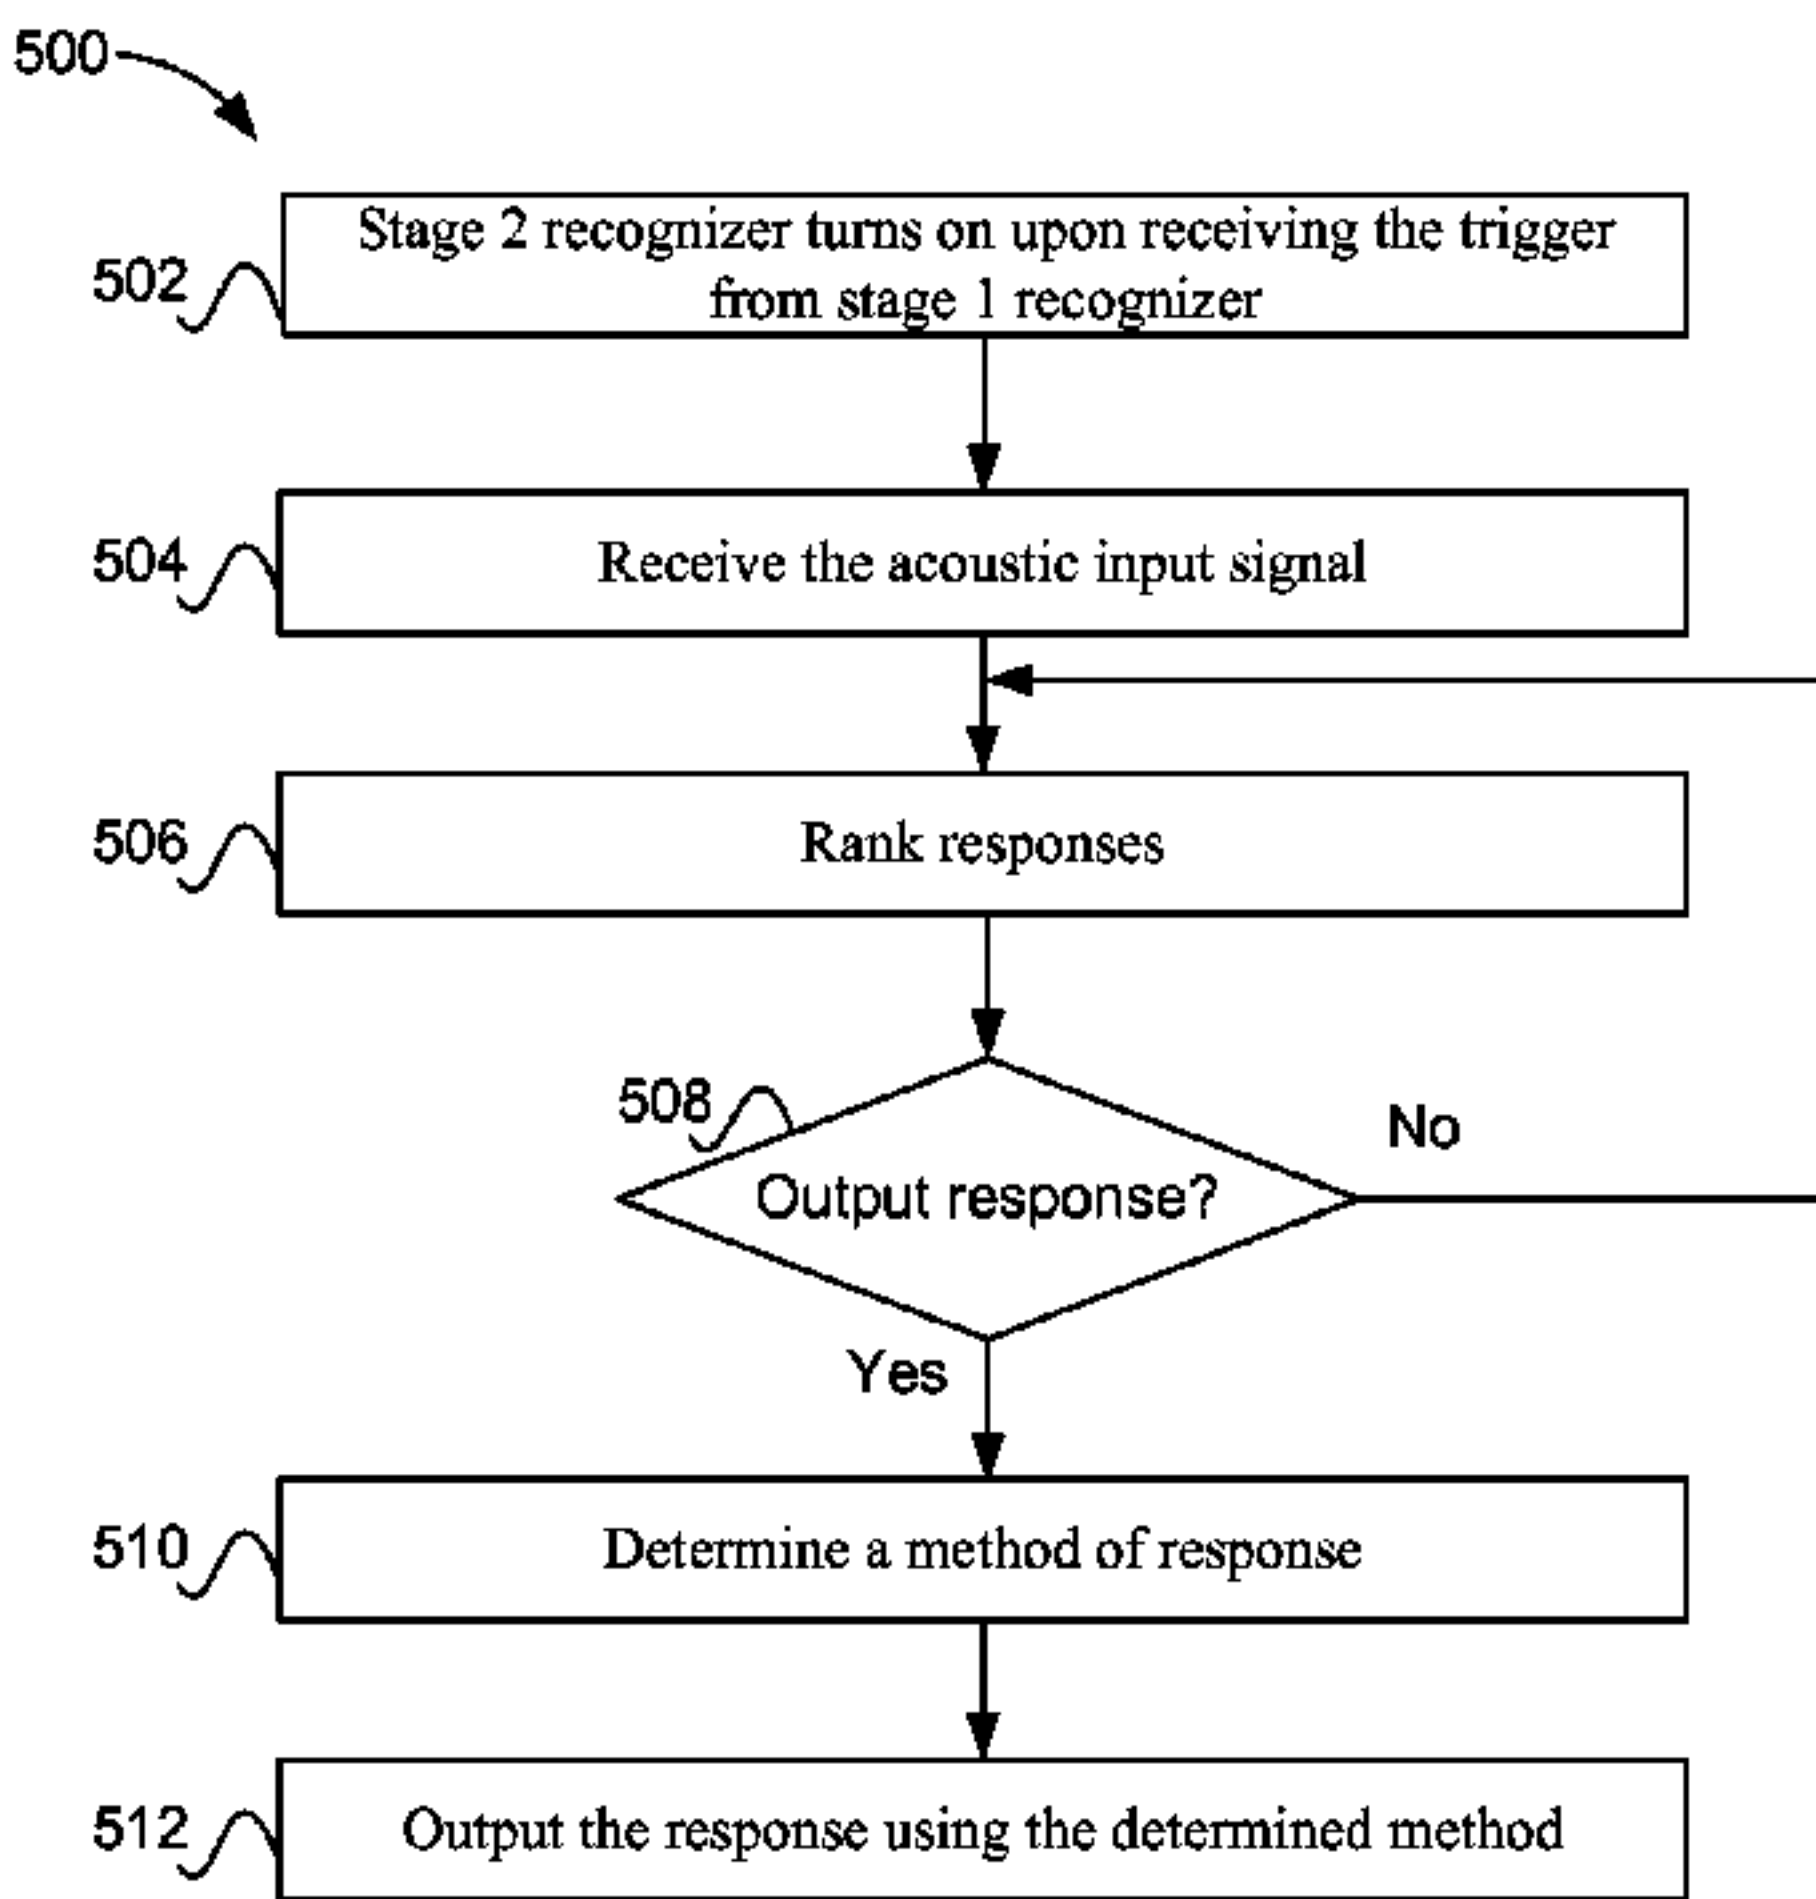 500
Stage 2 recognizer turns on upon receiving the trigger
from stage 1 recognizer
502
Receive the acoustic input signal
504
Rank responses
506
508
Output response?
No
Yes
Determine a method of response
510
Output the response using the determined method
512